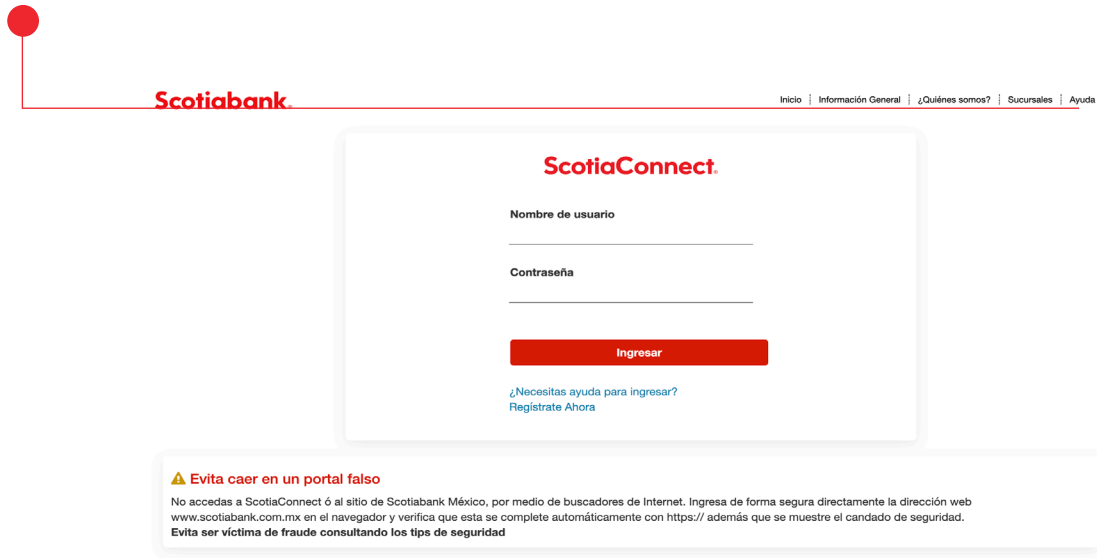 Scotiabank®
Inicio Información General ¿Quiénes somos? Sucursales Ayuda
ScotiaConnect®
Nombre de usuario
Contraseña
Ingresar
¿Necesitas ayuda para ingresar?
Regístrate Ahora
Evita caer en un portal falso
No accedas a ScotiaConnect ó al sitio de Scotiabank México, por medio de buscadores de Internet. Ingresa de forma segura directamente la dirección web
www.scotiabank.com.mx en el navegador y verifica que esta se complete automáticamente con https:// además que se muestre el candado de seguridad.
Evita ser víctima de fraude consultando los tips de seguridad